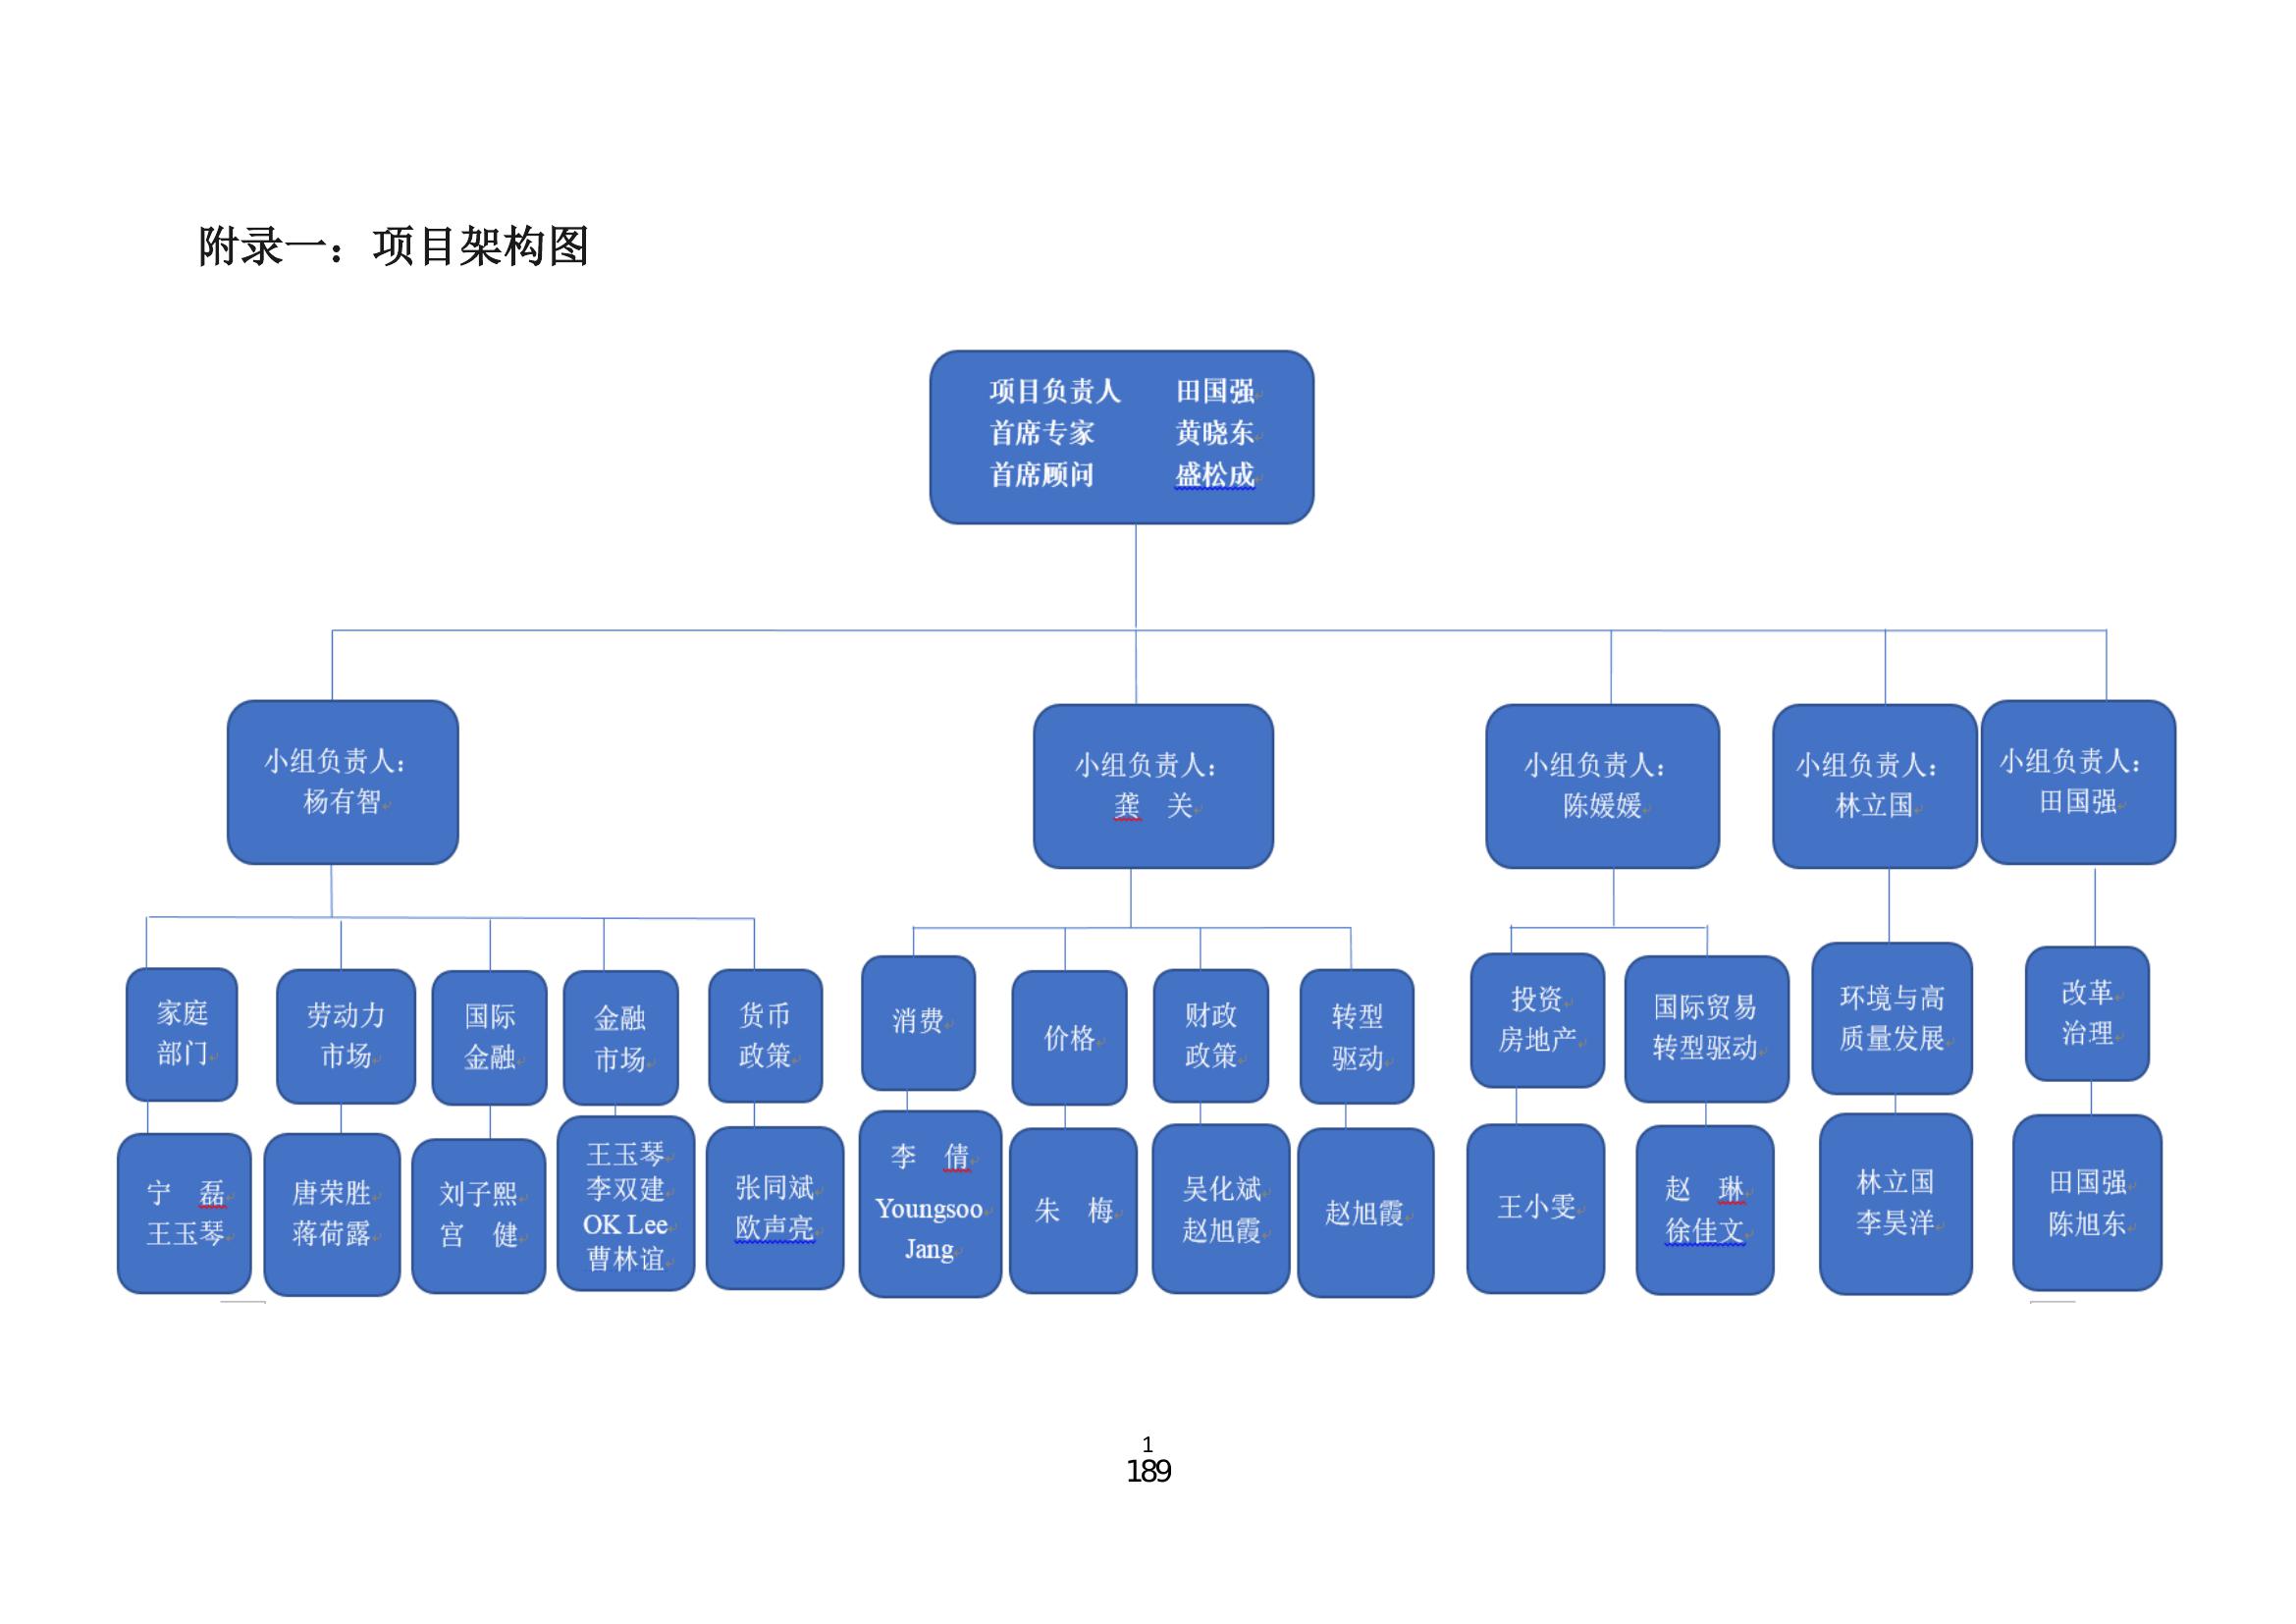 附录一：项目架构图
项目负责人 田国强
首席专家 黄晓东
首席顾问 盛松成
小组负责人：
杨有智
小组负责人：
龚 关
小组负责人：
陈媛媛
小组负责人：
林立国
小组负责人：
田国强
家庭
部门
劳动力
市场
国际
金融
金融
市场
货币
政策
消费
价格
财政
政策
转型
驱动
投资
房地产
国际贸易
转型驱动
环境与高
质量发展
改革
治理
宁 磊
王玉琴
唐荣胜
蒋荷露
刘子熙
宫 健
王玉琴
李双建
OK Lee
曹林谊
张同斌
欧声亮
李 倩
Youngsoo
Jang
朱 梅
吴化斌
赵旭霞
赵旭霞
王小雯
赵 琳
徐佳文
林立国
李昊洋
田国强
陈旭东
1
189